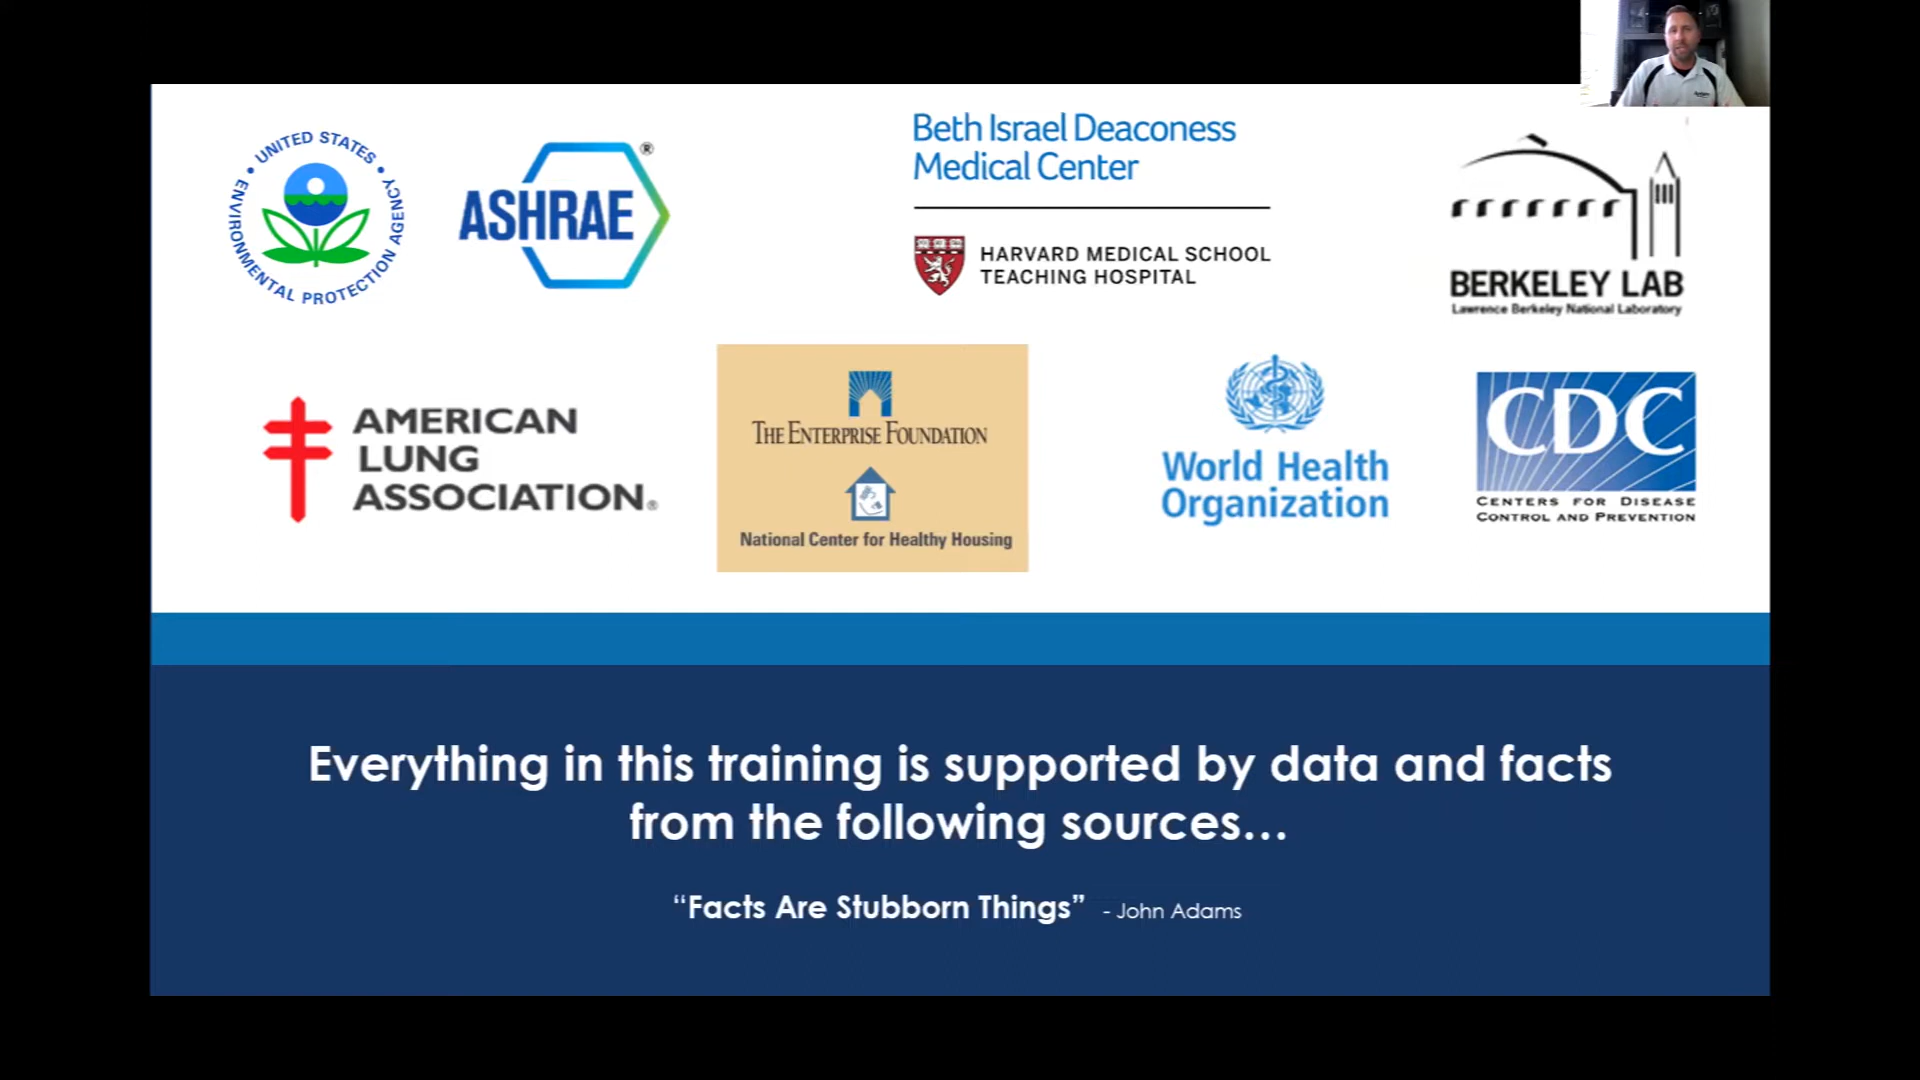 UNITED STATES
ENVIRONMENTAL PROTECTION AGENCY
ASHRAE®
Beth Israel Deaconess
Medical Center
HARVARD MEDICAL SCHOOL
TEACHING HOSPITAL
BERKELEY LAB
Lawrence Berkeley National Laboratory
AMERICAN
LUNG
ASSOCIATION®
THE ENTERPRISE FOUNDATION
National Center for Healthy Housing
World Health
Organization
CDC
CENTERS FOR DISEASE
CONTROL AND PREVENTION
Everything in this training is supported by data and facts
from the following sources…
“Facts Are Stubborn Things” - John Adams